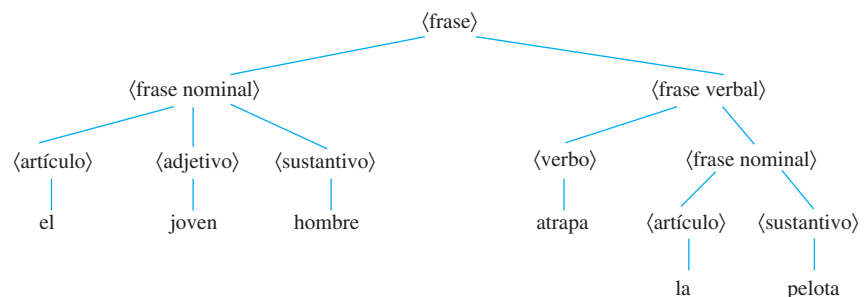 ⟨frase⟩
⟨frase nominal⟩ ⟨frase verbal⟩
⟨artículo⟩ ⟨adjetivo⟩ ⟨sustantivo⟩ ⟨verbo⟩ ⟨frase nominal⟩
el joven hombre atrapa ⟨artículo⟩ ⟨sustantivo⟩
la pelota